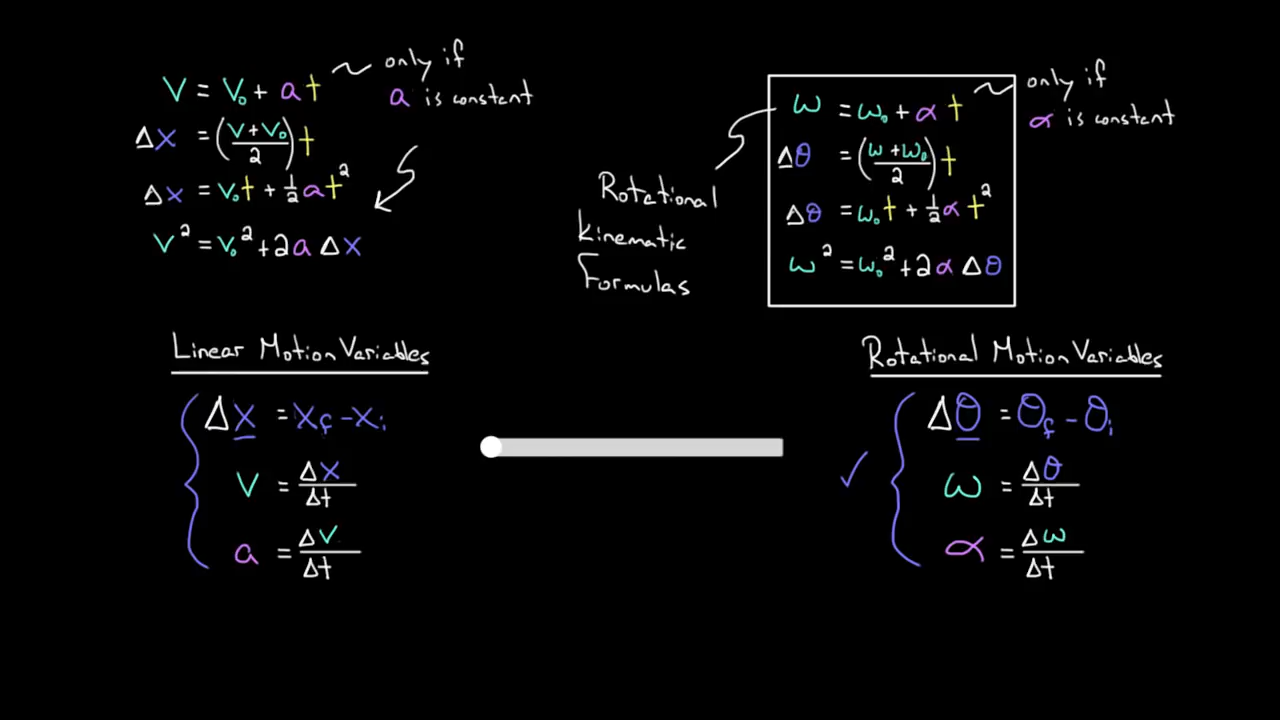 V = V₀ + at
only if
a is constant
Δx = ((V + V₀)/2) t
Δx = V₀t + ½at²
V² = V₀² + 2aΔx
Rotational
Kinematic
Formulas
ω = ω₀ + αt
only if
α is constant
Δθ = ((ω + ω₀)/2) t
Δθ = ω₀t + ½αt²
ω² = ω₀² + 2αΔθ
Linear Motion Variables
Δx = x_f - x_i
V = Δx/Δt
a = ΔV/Δt
Rotational Motion Variables
Δθ = θ_f - θ_i
ω = Δθ/Δt
α = Δω/Δt